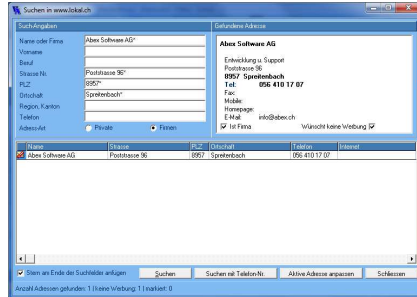 Suchen in www.lokal.ch
Such-Angaben
Name oder Firma Abex Software AG*
Vorname
Beruf
Strasse Nr. Poststrasse 96*
PLZ 8957*
Ortschaft Spreitenbach*
Region, Kanton
Telefon
Adress-Art Private Firmen
Gefundene Adresse
Abex Software AG
Entwicklung u. Support
Poststrasse 96
8957 Spreitenbach
Tel: 056 410 17 07
Fax:
Mobile:
Homepage:
E-Mail: info@abex.ch
Ist Firma Wünscht keine Werbung
Name Strasse PLZ Ortschaft Telefon Internet
Abex Software AG Poststrasse 96 8957 Spreitenbach 056 410 17 07
Stern am Ende der Suchfelder anfügen Suchen Suchen mit Telefon-Nr. Aktive Adresse anpassen Schliessen
Anzahl Adressen gefunden: 1 | keine Werbung: 1 | markiert: 0